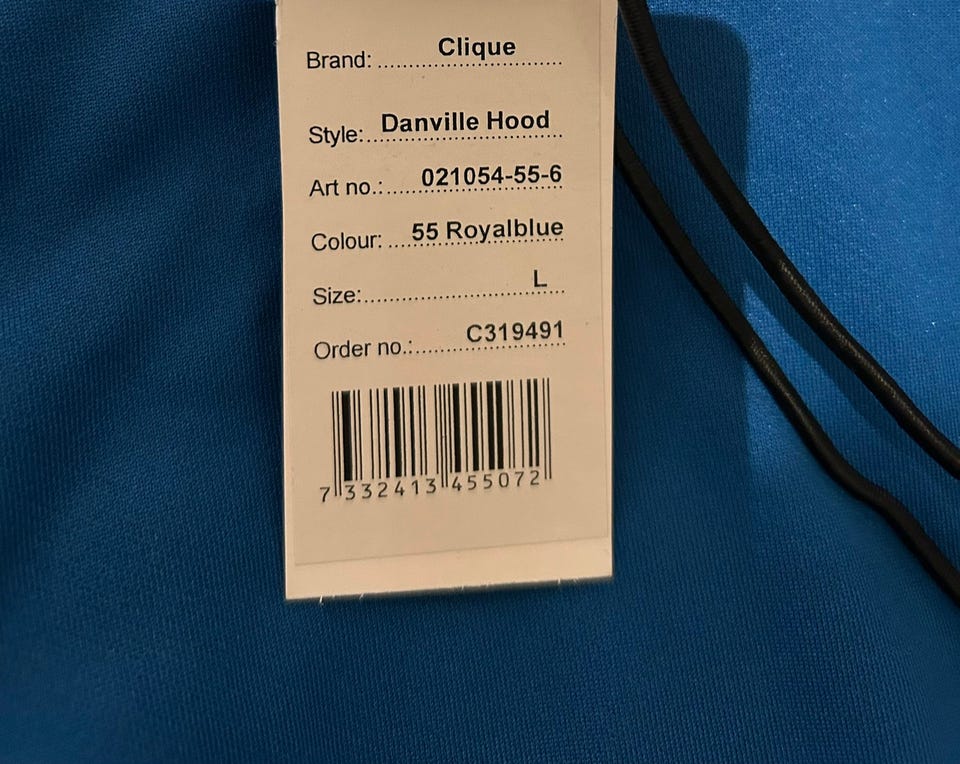 Brand: Clique
Style: Danville Hood
Art no.: 021054-55-6
Colour: 55 Royalblue
Size: L
Order no.: C319491
7 332413 455072